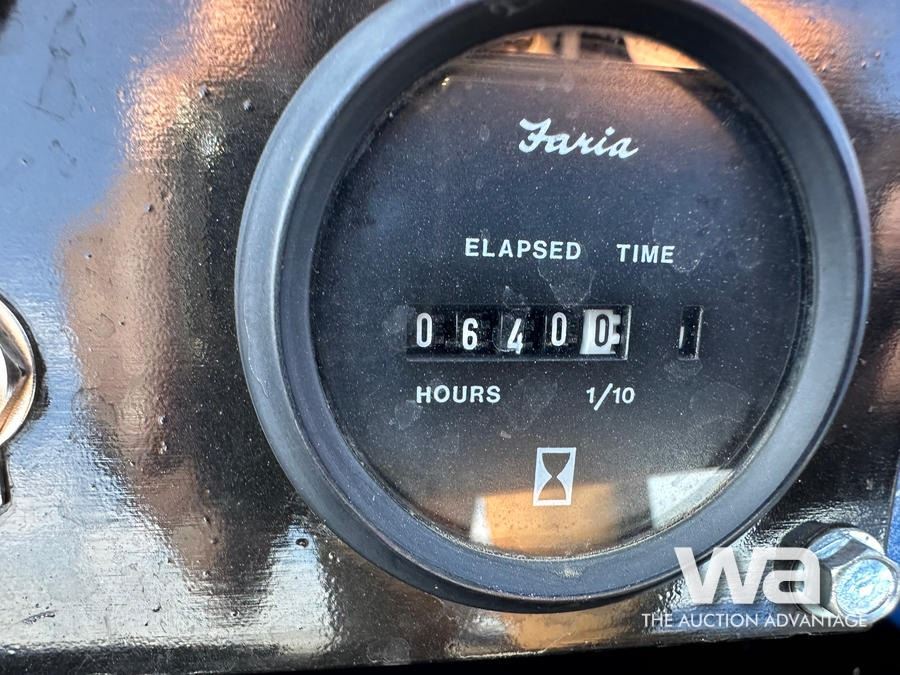 Faria
ELAPSED TIME
06400
HOURS 1/10
wa
THE AUCTION ADVANTAGE